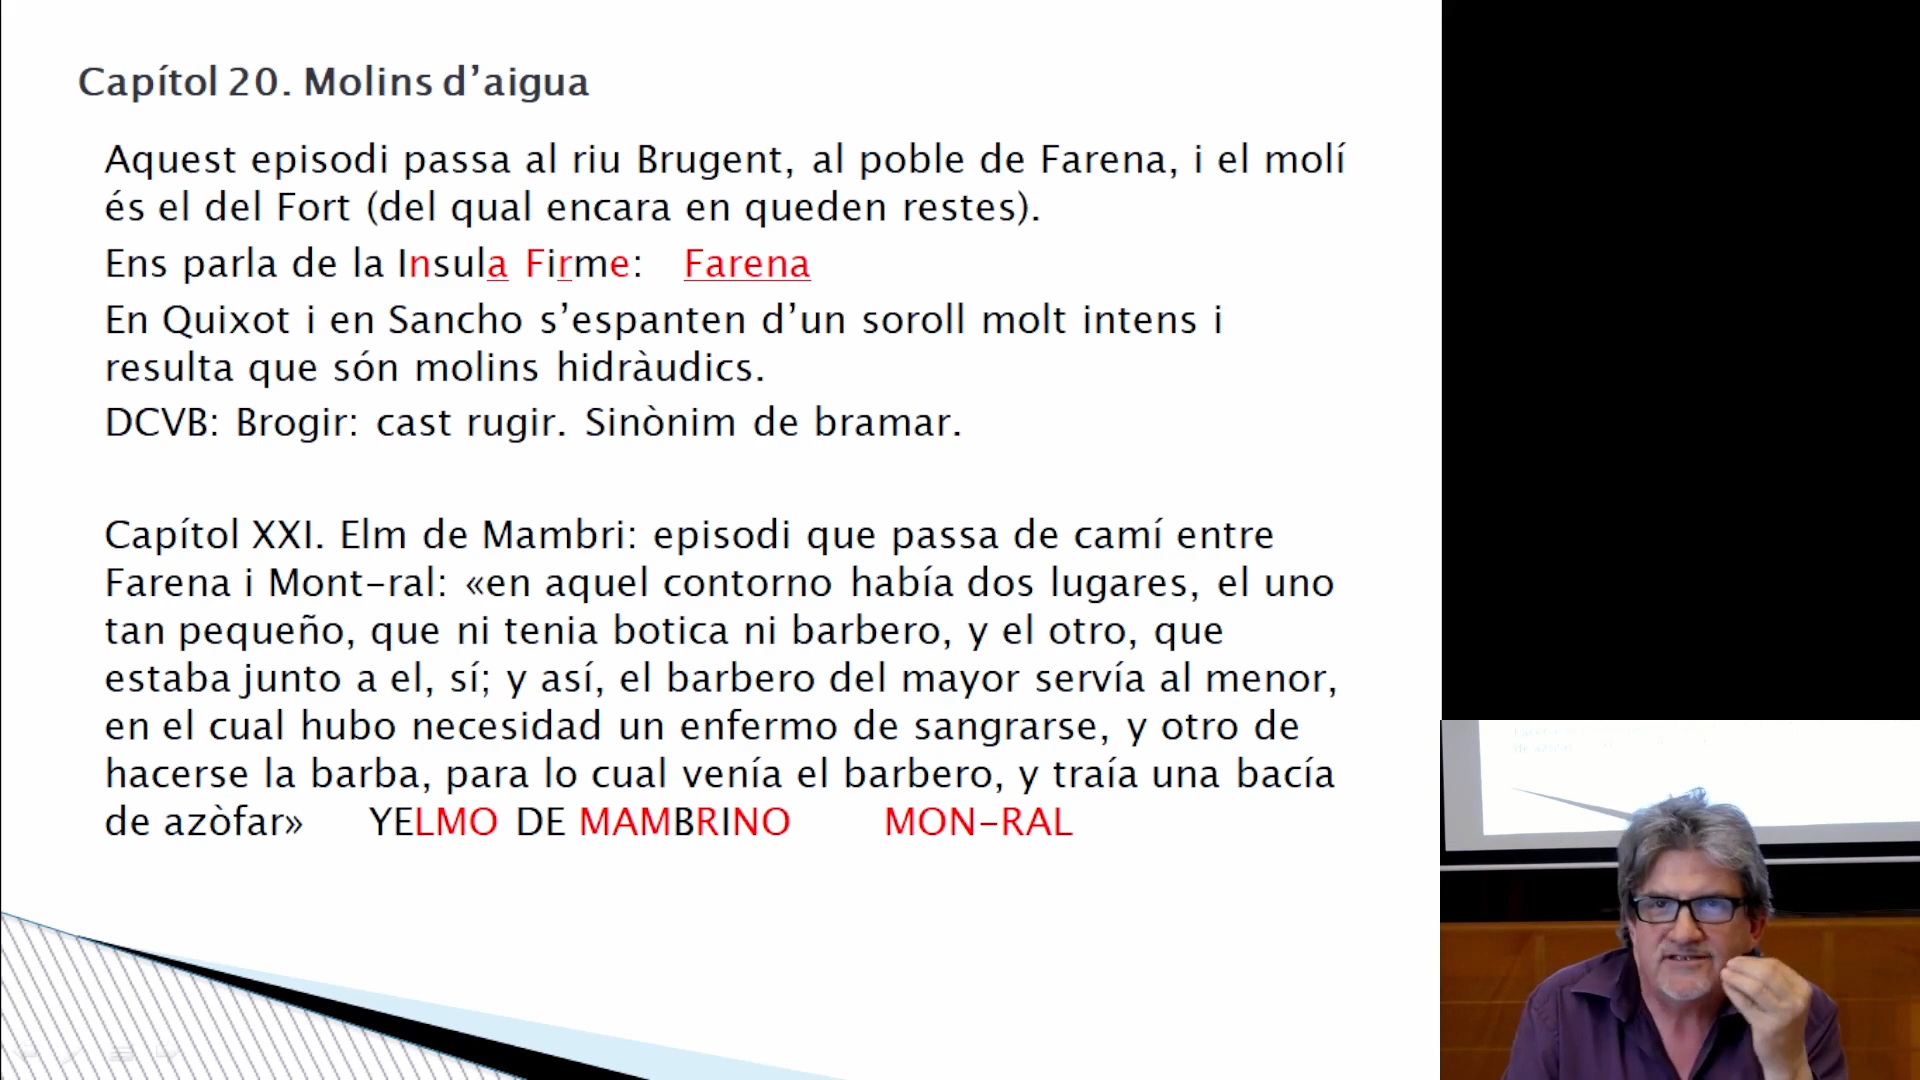 Capítol 20. Molins d’aigua
Aquest episodi passa al riu Brugent, al poble de Farena, i el molí
és el del Fort (del qual encara en queden restes).
Ens parla de la Insula Firme: Farena
En Quixot i en Sancho s’espanten d’un soroll molt intens i
resulta que són molins hidràudics.
DCVB: Brogir: cast rugir. Sinònim de bramar.
Capítol XXI. Elm de Mambri: episodi que passa de camí entre
Farena i Mont-ral: «en aquel contorno había dos lugares, el uno
tan pequeño, que ni tenia botica ni barbero, y el otro, que
estaba junto a el, sí; y así, el barbero del mayor servía al menor,
en el cual hubo necesidad un enfermo de sangrarse, y otro de
hacerse la barba, para lo cual venía el barbero, y traía una bacía
de azòfar» YELMO DE MAMBRINO MON-RAL